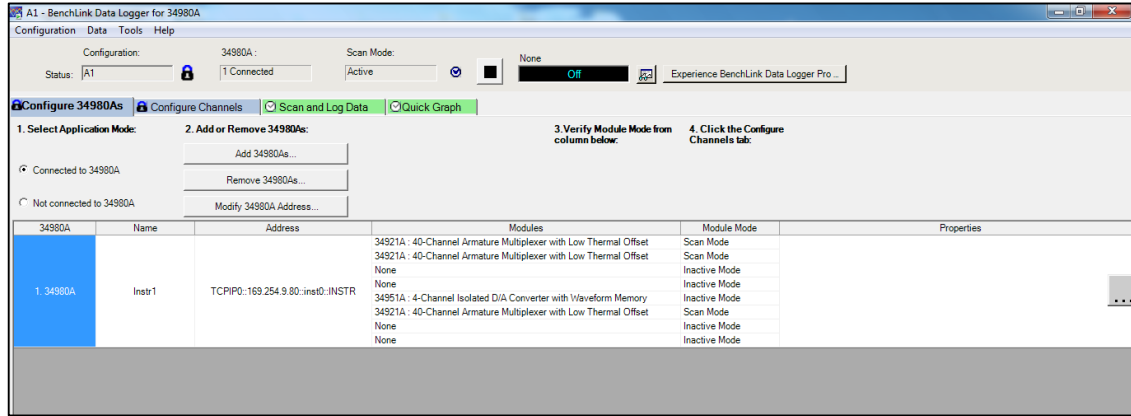 A1 - BenchLink Data Logger for 34980A
Configuration Data Tools Help
Configuration: 34980A : Scan Mode: None
Status: A1 1 Connected Active Off Experience BenchLink Data Logger Pro ...
Configure 34980As Configure Channels Scan and Log Data Quick Graph
1. Select Application Mode: 2. Add or Remove 34980As: 3.Verify Module Mode from column below: 4. Click the Configure Channels tab:
Add 34980As...
Connected to 34980A
Remove 34980As...
Not connected to 34980A
Modify 34980A Address...
34980A Name Address Modules Module Mode Properties
34921A : 40-Channel Armature Multiplexer with Low Thermal Offset Scan Mode
34921A : 40-Channel Armature Multiplexer with Low Thermal Offset Scan Mode
None Inactive Mode
1. 34980A Instr1 TCPIP0::169.254.9.80::inst0::INSTR None Inactive Mode
34951A : 4-Channel Isolated D/A Converter with Waveform Memory Inactive Mode
34921A : 40-Channel Armature Multiplexer with Low Thermal Offset Scan Mode
None Inactive Mode
None Inactive Mode
...